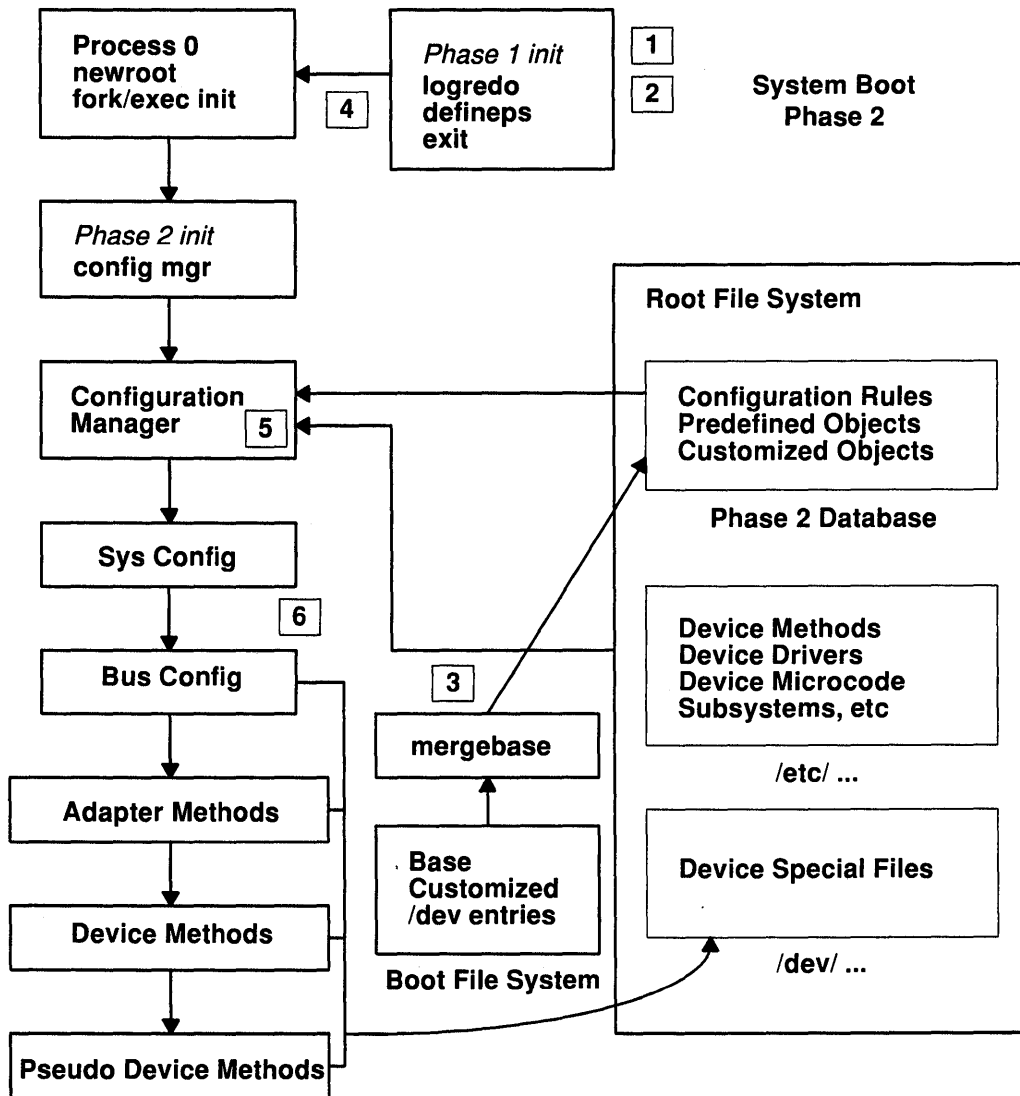 Process 0
newroot
fork/exec init
Phase 1 init
logredo
defineps
exit
1
2
4
System Boot
Phase 2
Phase 2 init
config mgr
Root File System
Configuration
Manager
5
Configuration Rules
Predefined Objects
Customized Objects
Phase 2 Database
Sys Config
6
Bus Config
3
mergebase
Device Methods
Device Drivers
Device Microcode
Subsystems, etc
/etc/ ...
Adapter Methods
Base
Customized
/dev entries
Boot File System
Device Special Files
/dev/ ...
Device Methods
Pseudo Device Methods